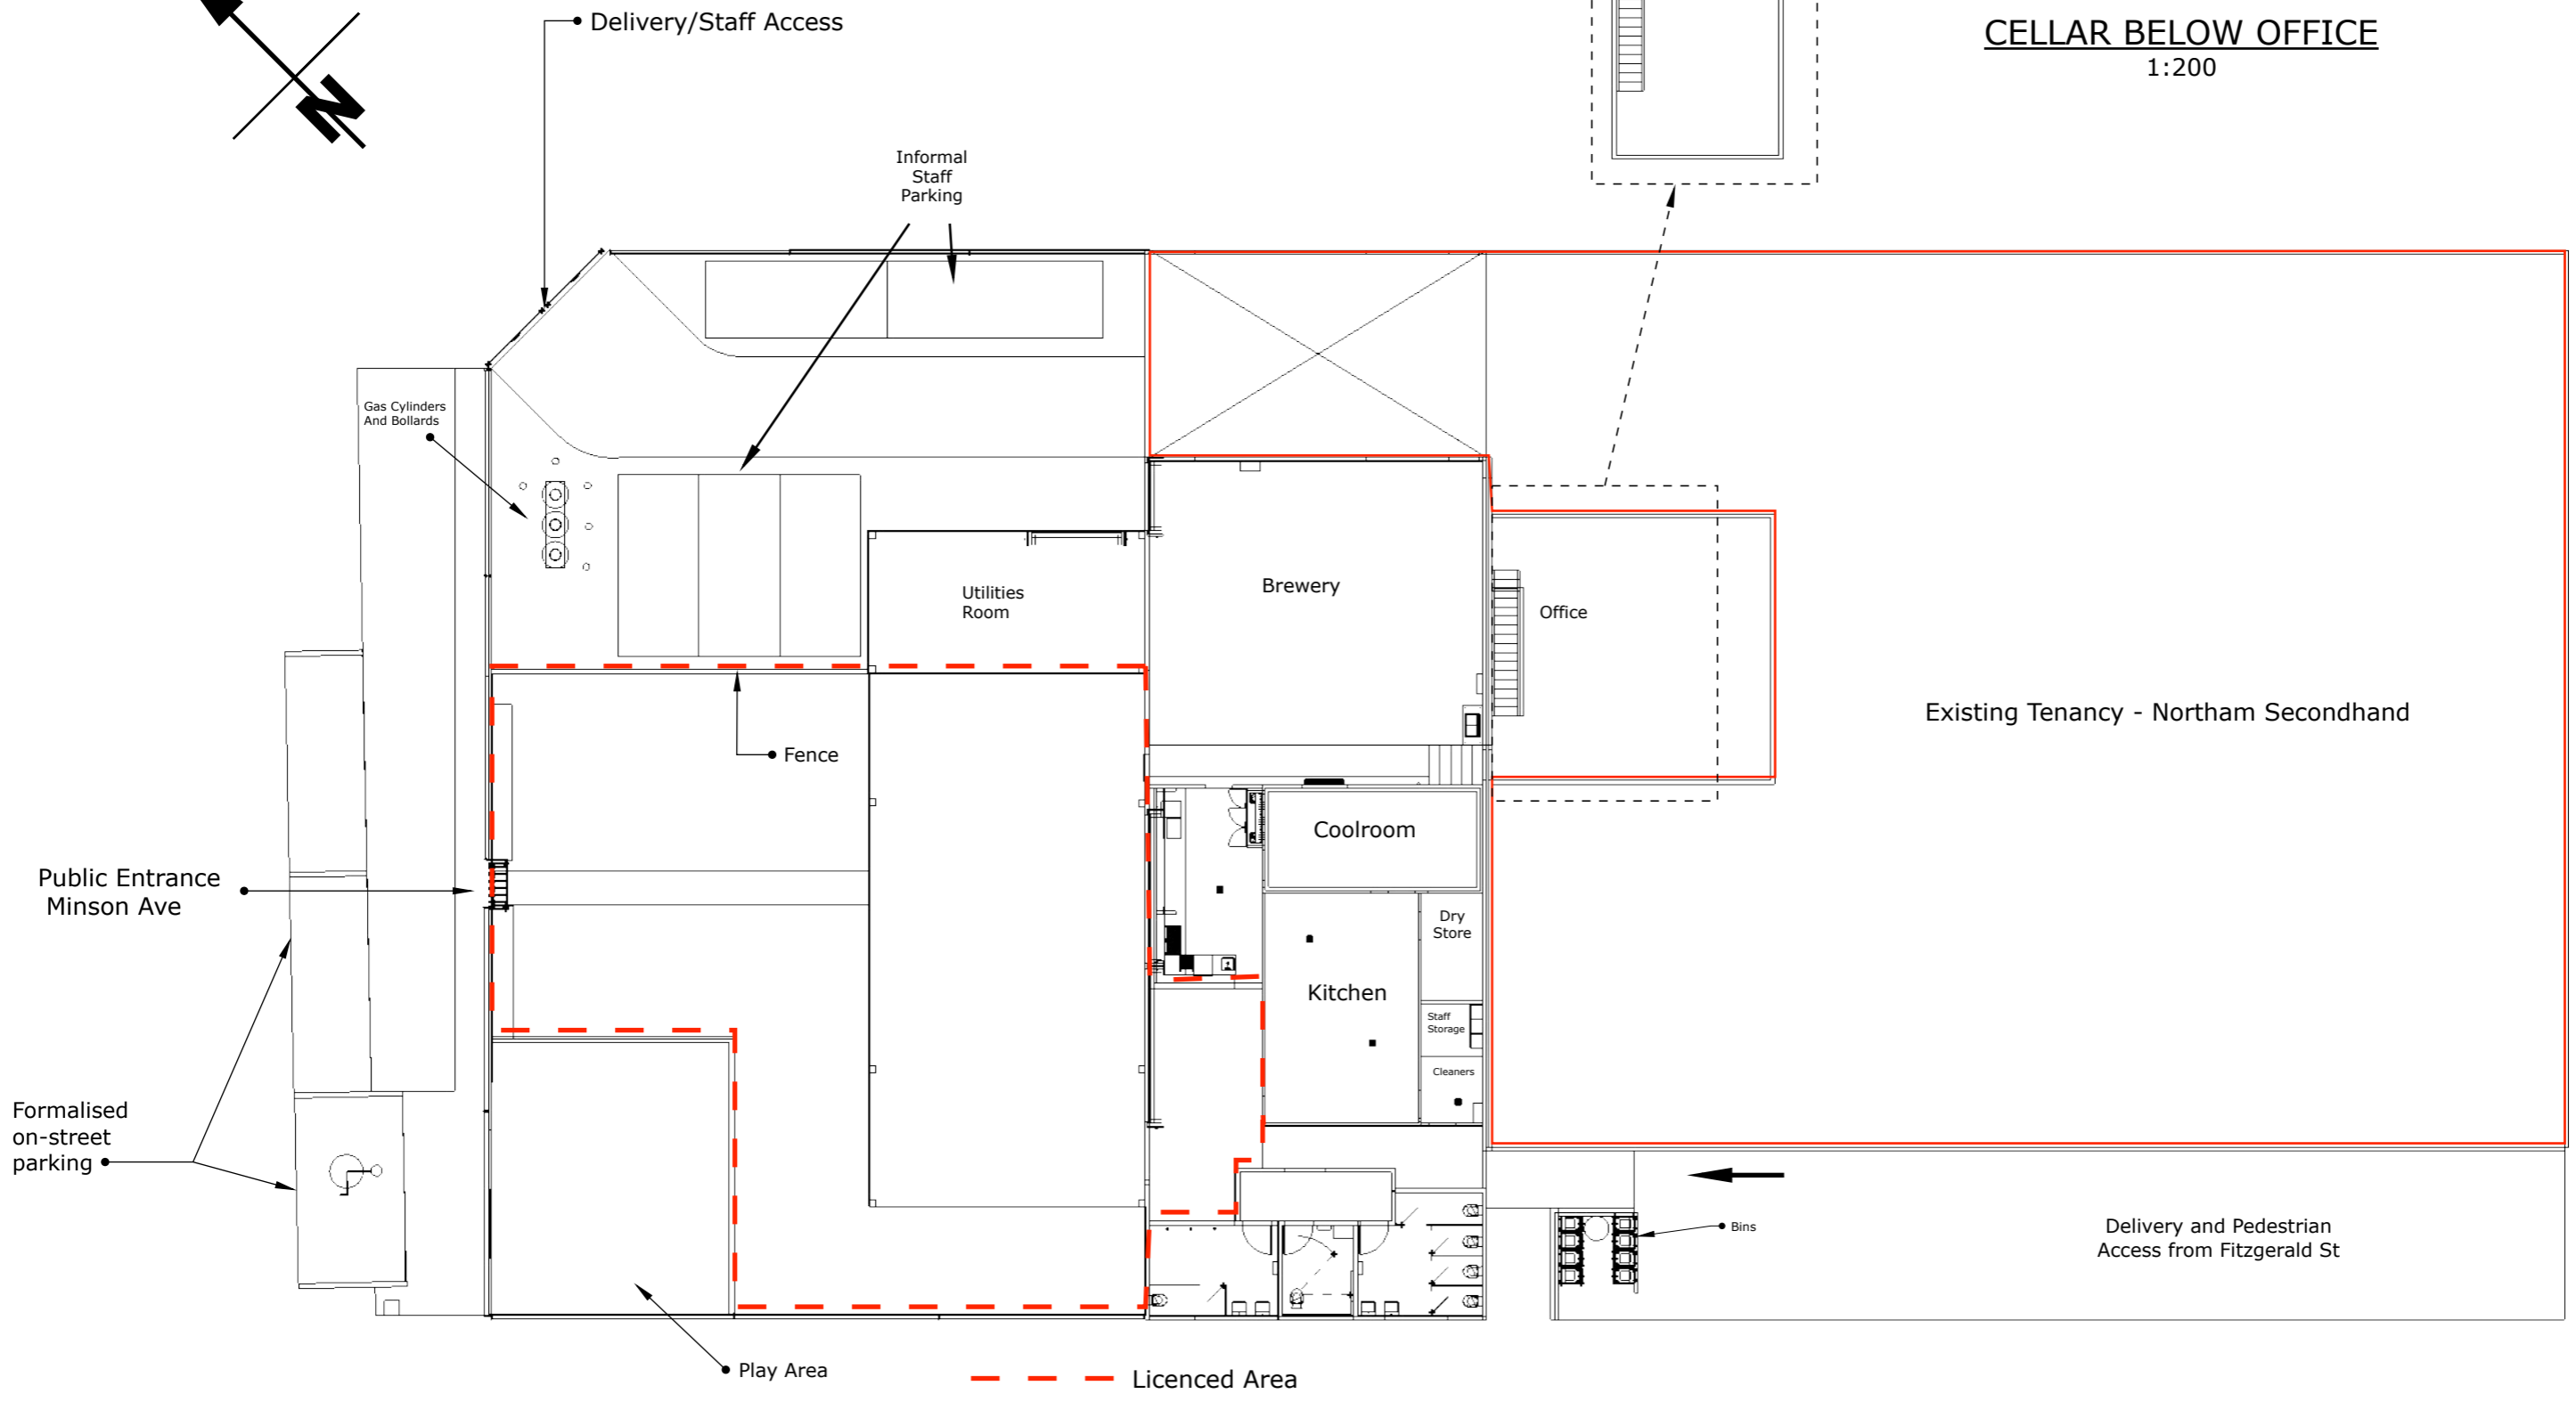 Delivery/Staff Access
CELLAR BELOW OFFICE
1:200
N
Informal
Staff
Parking
Gas Cylinders
And Bollards
Utilities
Room
Brewery
Office
Existing Tenancy - Northam Secondhand
Fence
Coolroom
Public Entrance
Minson Ave
Dry
Store
Kitchen
Staff
Storage
Cleaners
Formalised
on-street
parking
Bins
Delivery and Pedestrian
Access from Fitzgerald St
Play Area
Licenced Area